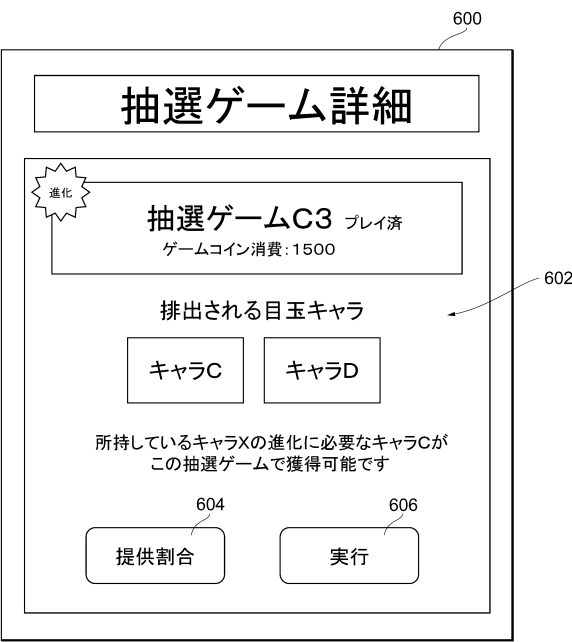 600
抽選ゲーム詳細
進化
抽選ゲームC3 プレイ済
ゲームコイン消費:1500
602
排出される目玉キャラ
キャラC キャラD
所持しているキャラXの進化に必要なキャラCが
この抽選ゲームで獲得可能です
604 606
提供割合 実行